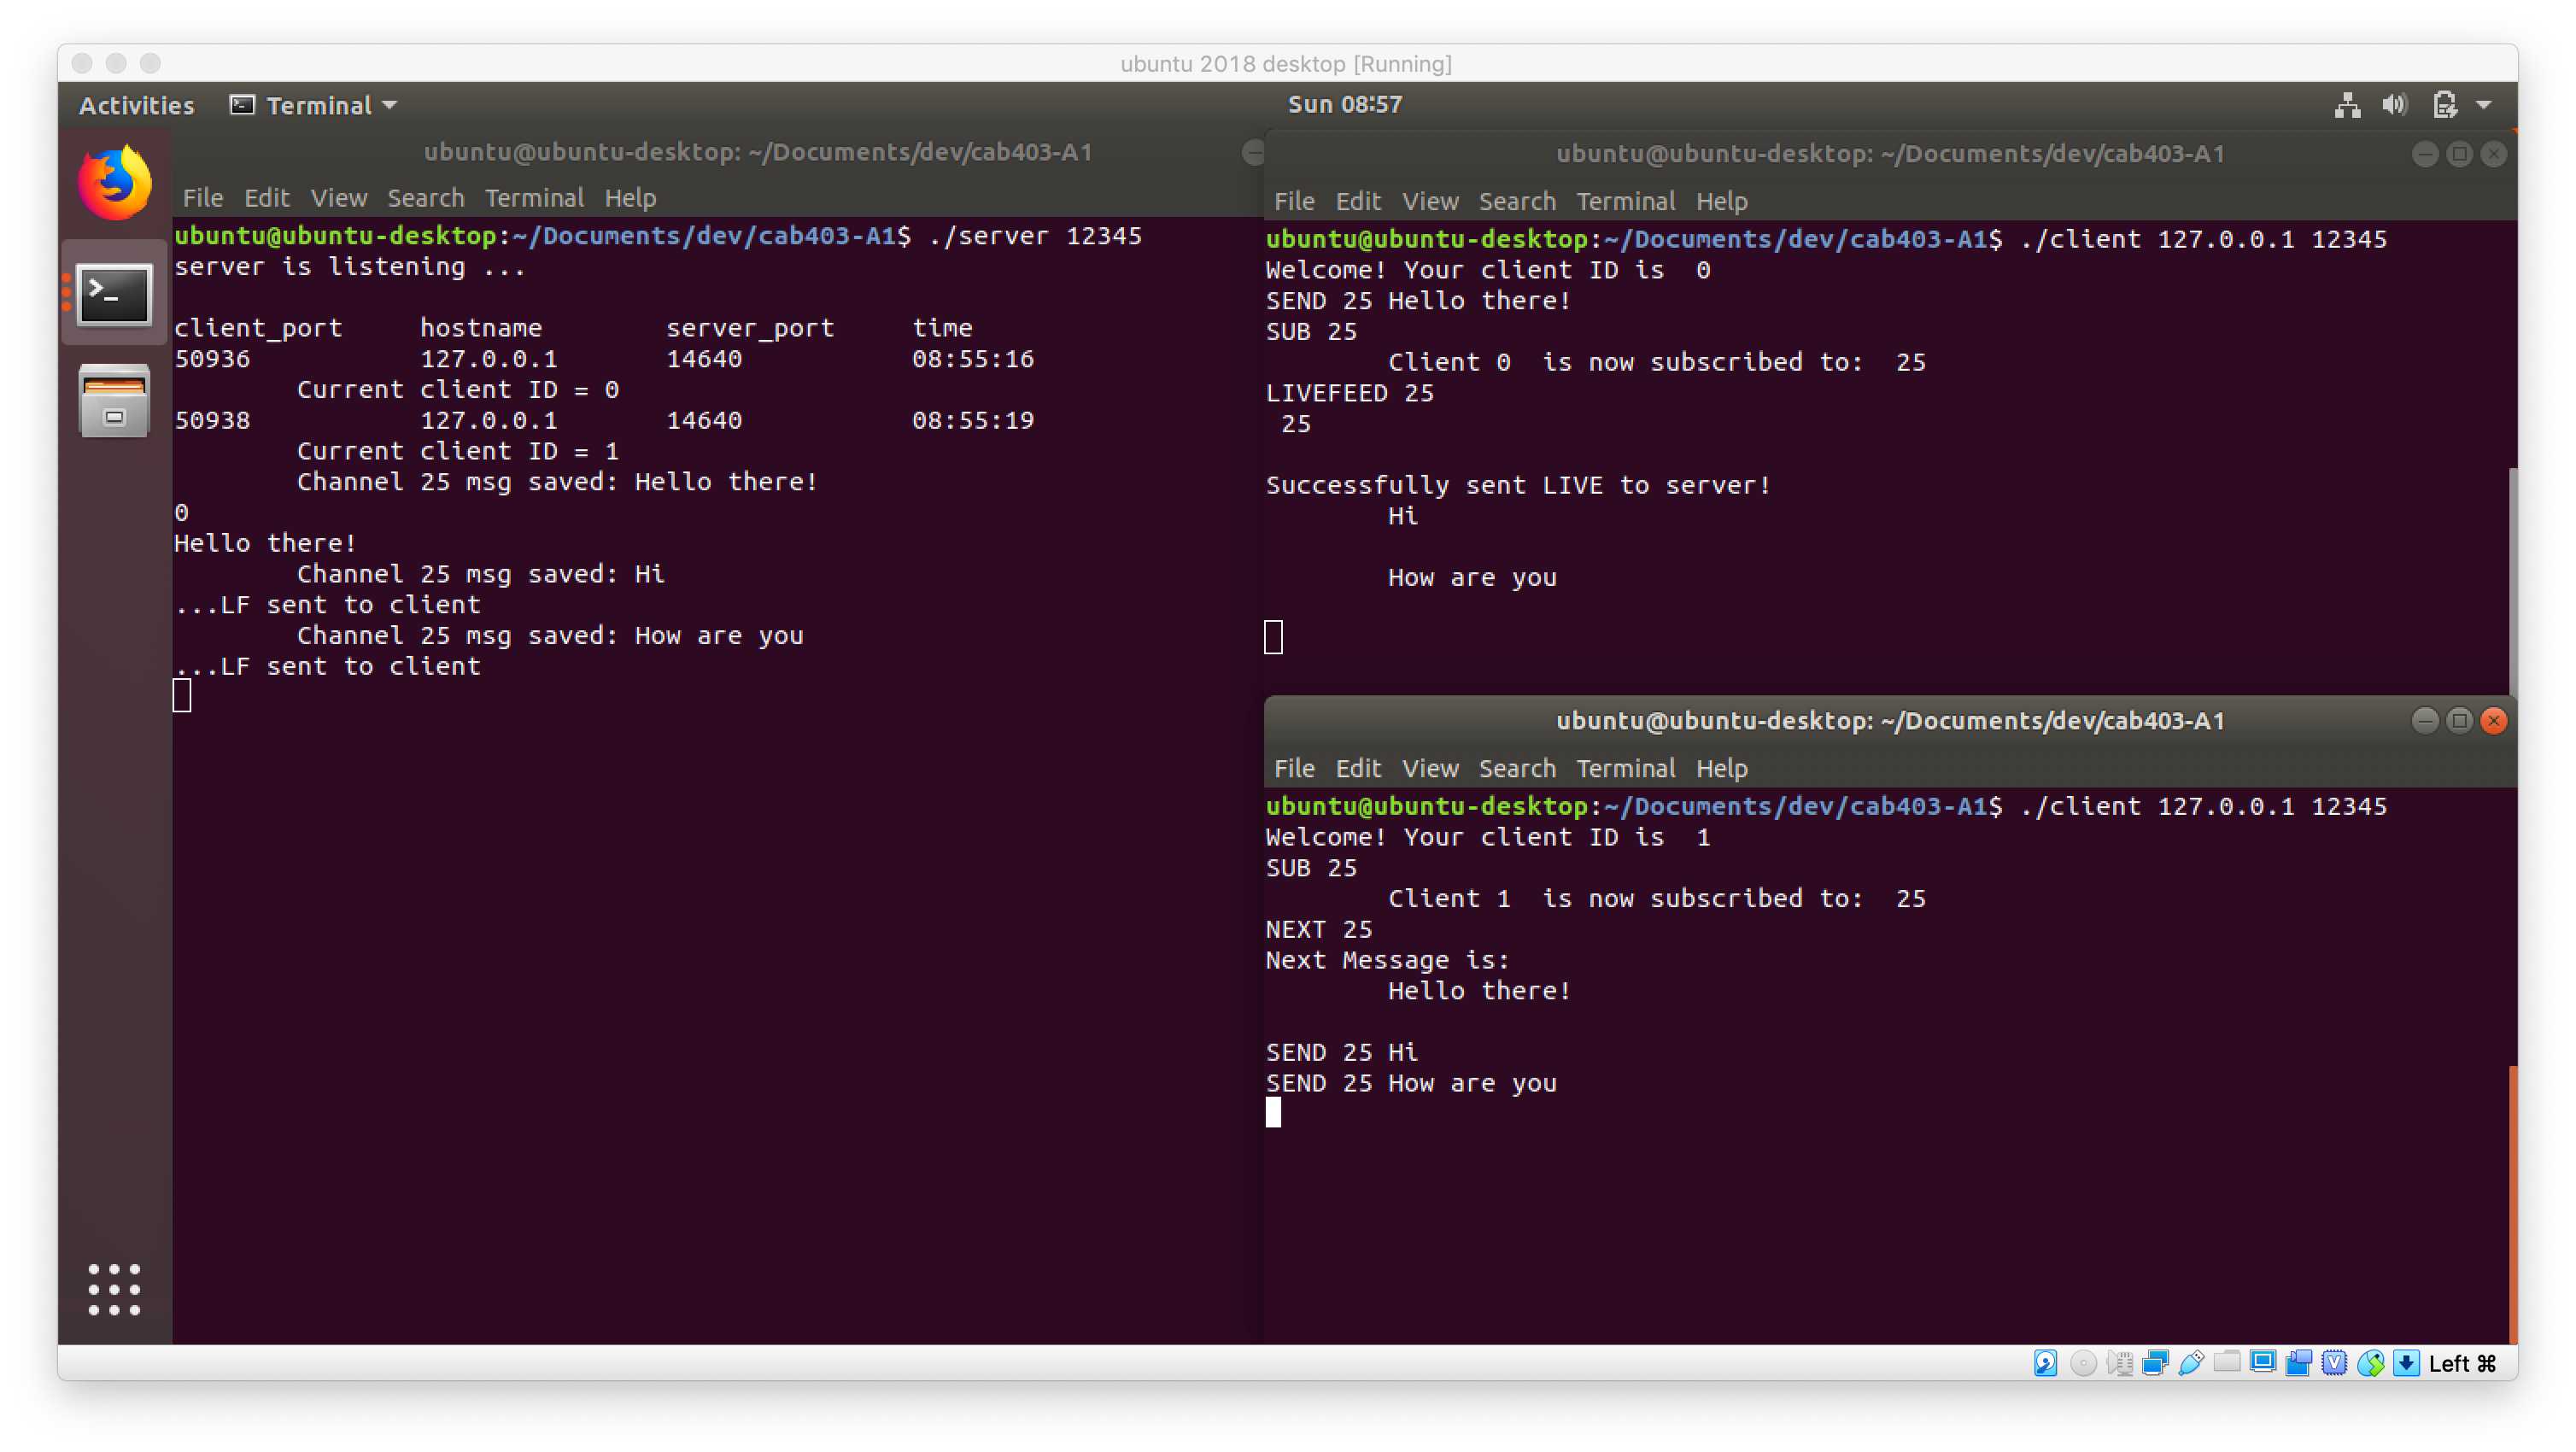 ubuntu 2018 desktop [Running]
Activities Terminal Sun 08:57
ubuntu@ubuntu-desktop: ~/Documents/dev/cab403-A1
File Edit View Search Terminal Help
ubuntu@ubuntu-desktop:~/Documents/dev/cab403-A1$ ./server 12345
server is listening ...
client_port hostname server_port time
50936 127.0.0.1 14640 08:55:16
Current client ID = 0
50938 127.0.0.1 14640 08:55:19
Current client ID = 1
Channel 25 msg saved: Hello there!
0
Hello there!
Channel 25 msg saved: Hi
...LF sent to client
Channel 25 msg saved: How are you
...LF sent to client
ubuntu@ubuntu-desktop: ~/Documents/dev/cab403-A1
File Edit View Search Terminal Help
ubuntu@ubuntu-desktop:~/Documents/dev/cab403-A1$ ./client 127.0.0.1 12345
Welcome! Your client ID is  0
SEND 25 Hello there!
SUB 25
Client 0  is now subscribed to:  25
LIVEFEED 25
25
Successfully sent LIVE to server!
Hi
How are you
ubuntu@ubuntu-desktop: ~/Documents/dev/cab403-A1
File Edit View Search Terminal Help
ubuntu@ubuntu-desktop:~/Documents/dev/cab403-A1$ ./client 127.0.0.1 12345
Welcome! Your client ID is  1
SUB 25
Client 1  is now subscribed to:  25
NEXT 25
Next Message is:
Hello there!
SEND 25 Hi
SEND 25 How are you
Left ⌘